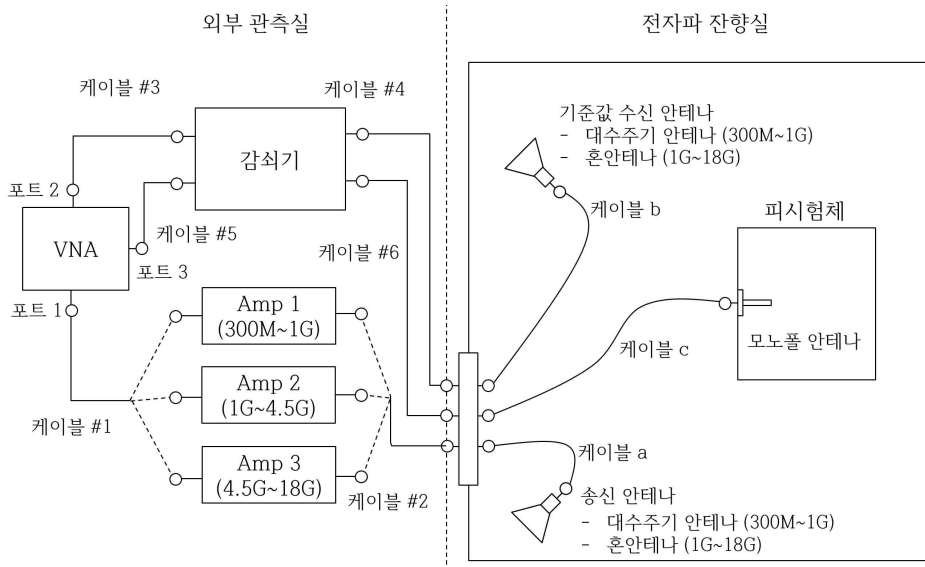 외부 관측실
전자파 잔향실
케이블 #3
케이블 #4
감쇠기
포트 2
VNA
케이블 #5
포트 3
포트 1
케이블 #6
Amp 1
(300M~1G)
Amp 2
(1G~4.5G)
Amp 3
(4.5G~18G)
케이블 #1
케이블 #2
기준값 수신 안테나
- 대수주기 안테나 (300M~1G)
- 혼안테나 (1G~18G)
케이블 b
피시험체
모노폴 안테나
케이블 c
케이블 a
송신 안테나
- 대수주기 안테나 (300M~1G)
- 혼안테나 (1G~18G)